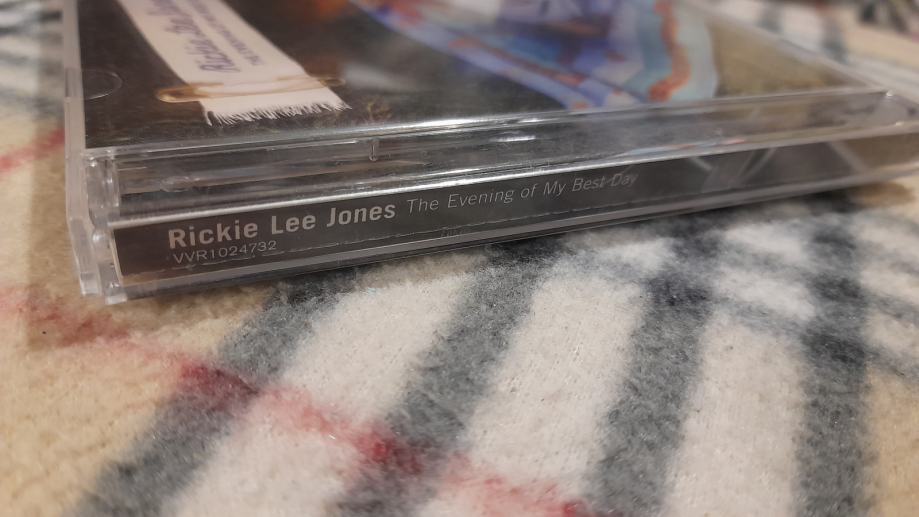 Rickie Lee Jones The Evening of My Best Day
VVR1024732